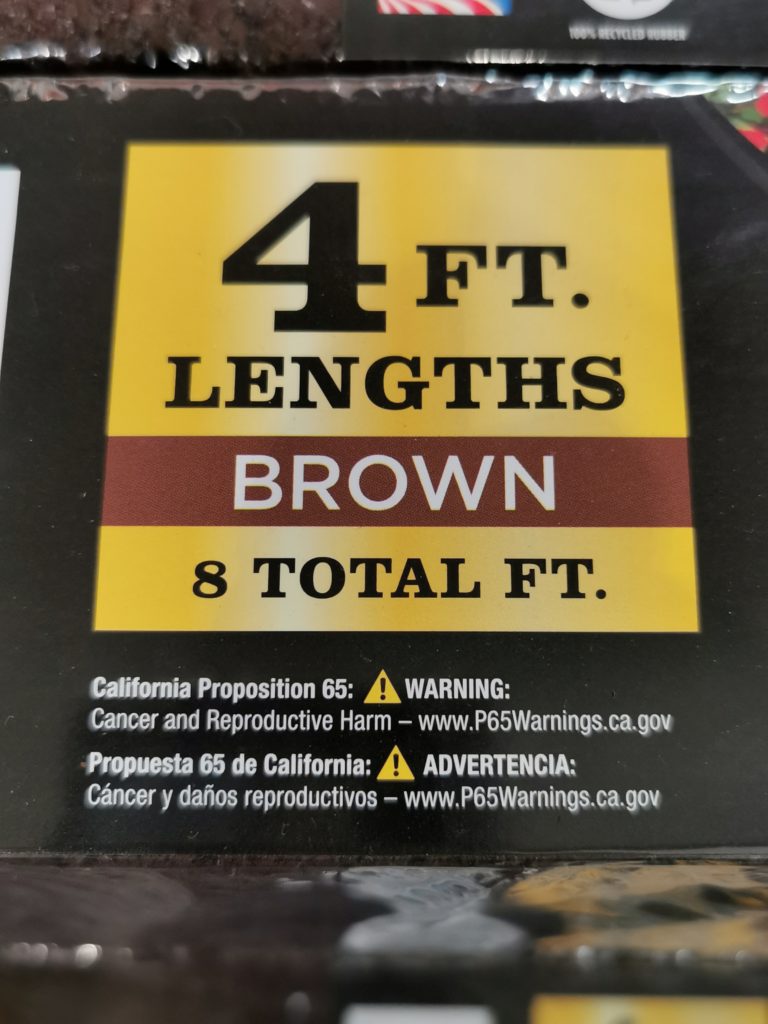 100% RECYCLED RUBBER
4 FT.
LENGTHS
BROWN
8 TOTAL FT.
California Proposition 65: ⚠ WARNING:
Cancer and Reproductive Harm – www.P65Warnings.ca.gov
Propuesta 65 de California: ⚠ ADVERTENCIA:
Cáncer y daños reproductivos – www.P65Warnings.ca.gov